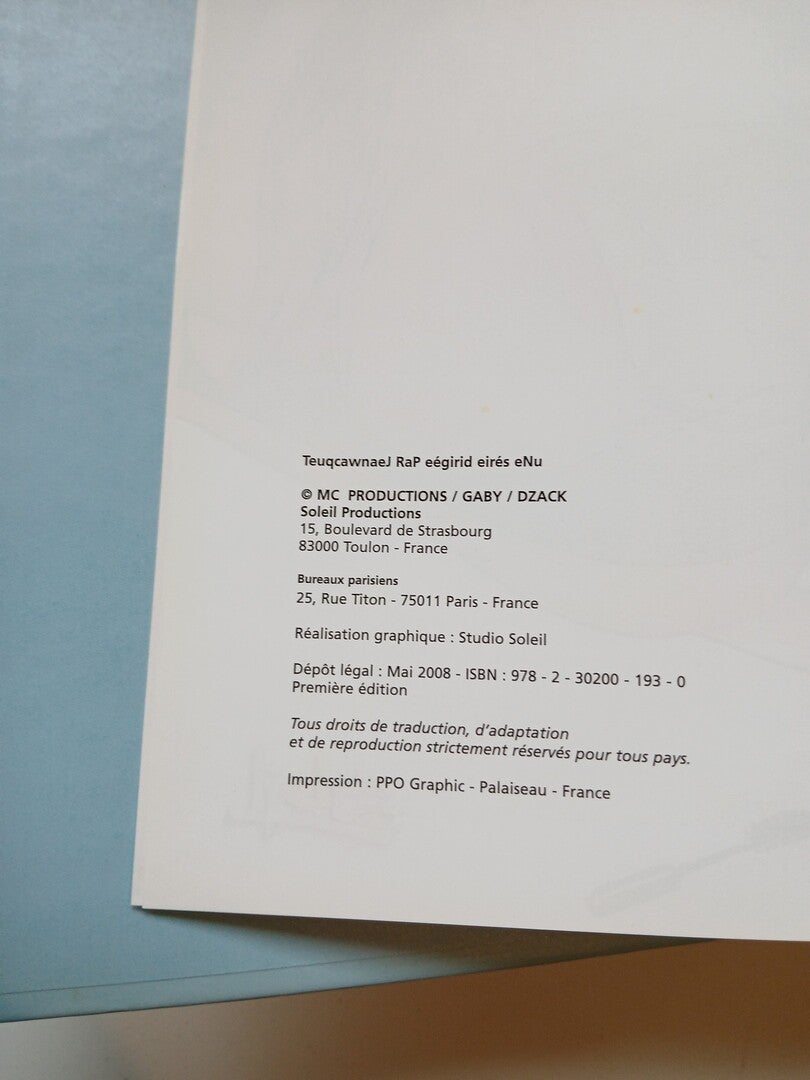 TeuqcawnaeJ RaP eégirid eirés eNu
© MC PRODUCTIONS / GABY / DZACK
Soleil Productions
15, Boulevard de Strasbourg
83000 Toulon - France
Bureaux parisiens
25, Rue Titon - 75011 Paris - France
Réalisation graphique : Studio Soleil
Dépôt légal : Mai 2008 - ISBN : 978 - 2 - 30200 - 193 - 0
Première édition
Tous droits de traduction, d'adaptation
et de reproduction strictement réservés pour tous pays.
Impression : PPO Graphic - Palaiseau - France